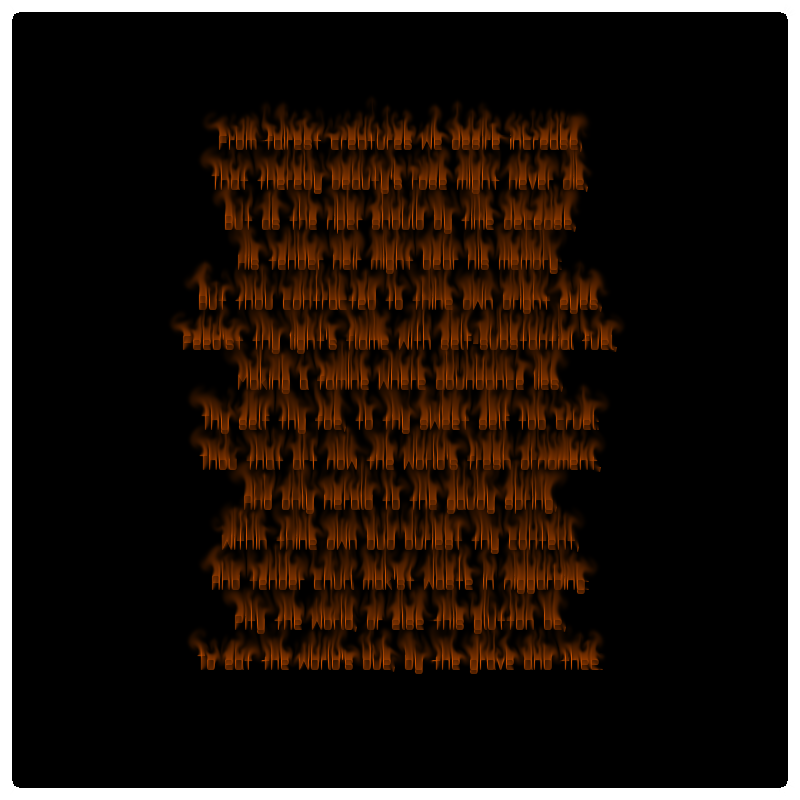 From fairest creatures we desire increase,
That thereby beauty's rose might never die,
But as the riper should by time decease,
His tender heir might bear his memory:
But thou contracted to thine own bright eyes,
Feed'st thy light's flame with self-substantial fuel,
Making a famine where abundance lies,
Thy self thy foe, to thy sweet self too cruel:
Thou that art now the world's fresh ornament,
And only herald to the gaudy spring,
Within thine own bud buriest thy content,
And tender churl mak'st waste in niggarding:
Pity the world, or else this glutton be,
To eat the world's due, by the grave and thee.